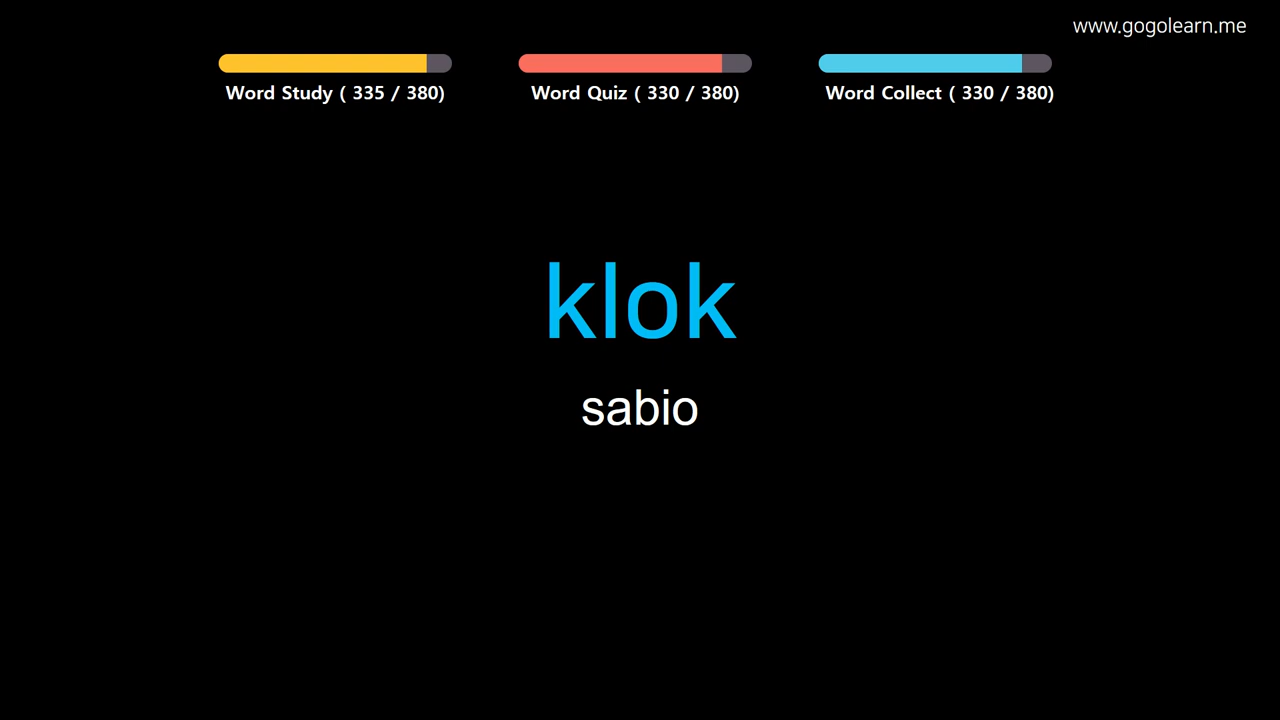 www.gogolearn.me
Word Study ( 335 / 380)
Word Quiz ( 330 / 380)
Word Collect ( 330 / 380)
klok
sabio